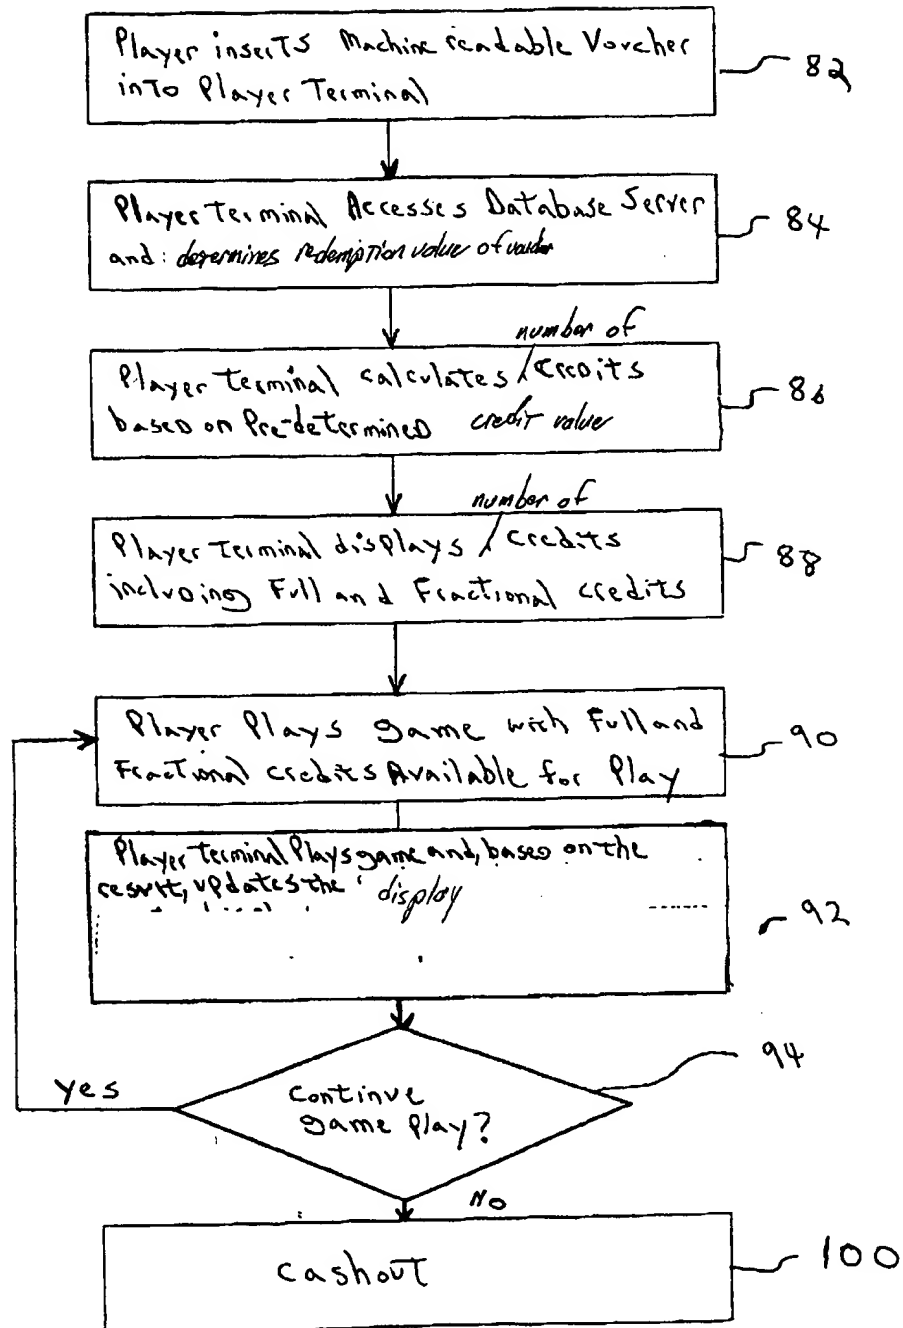 Player inserts Machine readable Voucher
into Player Terminal
82
Player terminal Accesses Database Server
and: determines redemption value of
84
number of
Player terminal calculates / Credits
based on Pre-determined credit value
86
number of
Player terminal displays / credits
including Full and Fractional credits
88
Player Plays game with Full and
Fractional credits Available for Play
90
Player terminal Plays game and, based on the
result, updates the display
92
Continue
game Play?
94
Yes
No
Cashout
100